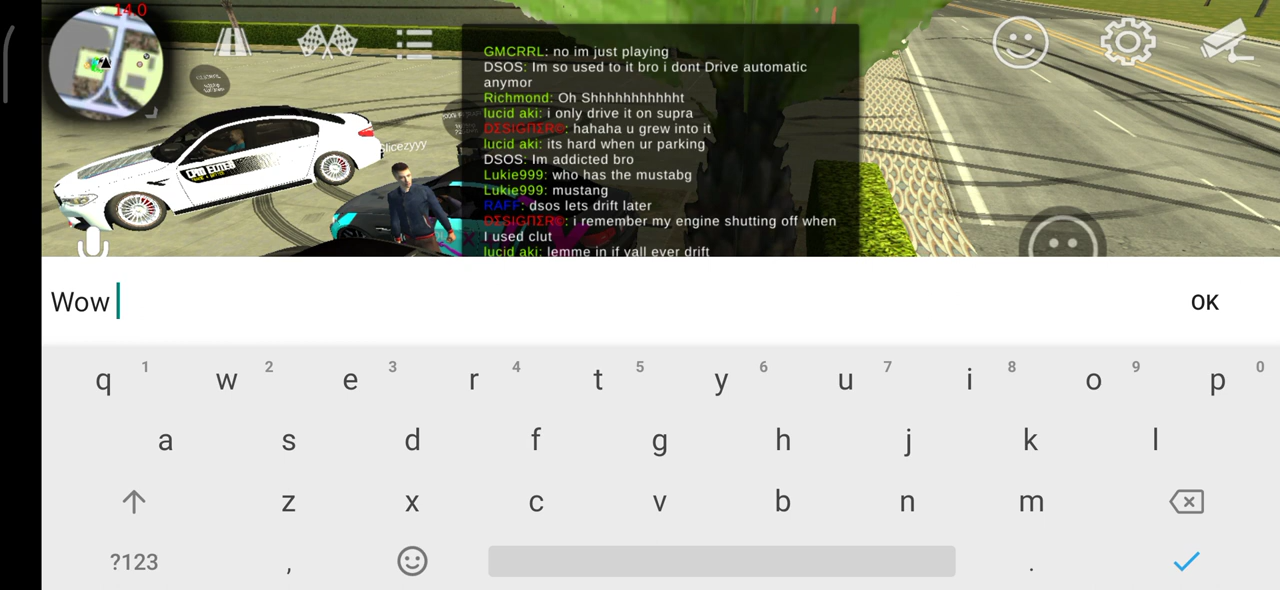 14.0
GMCRRL: no im just playing
DSOS: Im so used to it bro i dont Drive automatic
anymor
Richmond: Oh Shhhhhhhhhht
lucid aki: i only drive it on supra
DΣSIGПΣR®: hahaha u grew into it
lucid aki: its hard when ur parking
Slicezyyy
DSOS: Im addicted bro
Lukie999: who has the mustabg
Lukie999: mustang
RAFF: dsos lets drift later
DΣSIGПΣR®: i remember my engine shutting off when
I used clut
lucid aki: lemme in if yall ever drift
Wow
OK
q 1 w 2 e 3 r 4 t 5 y 6 u 7 i 8 o 9 p 0
a s d f g h j k l
z x c v b n m
?123 , .